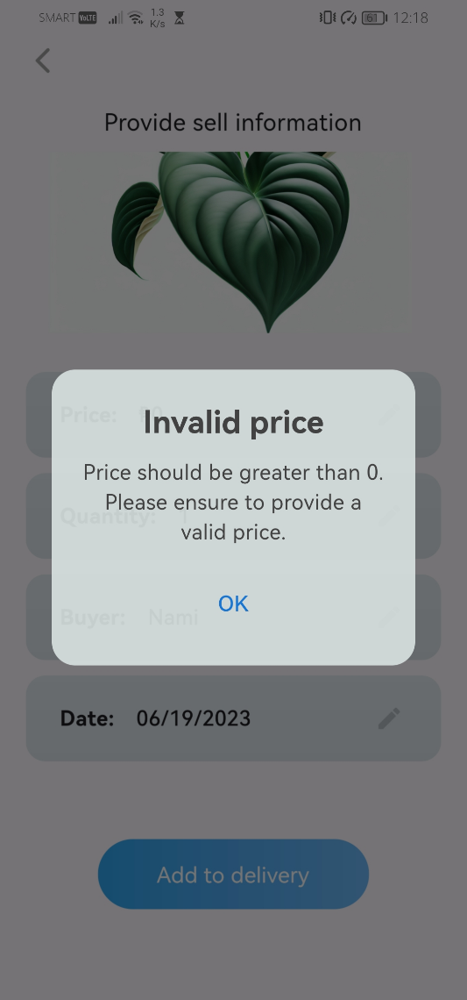 SMART VoLTE 1.3 K/s 61 12:18
Provide sell information
Invalid price
Price should be greater than 0.
Please ensure to provide a
valid price.
OK
Price: ₱0
Quantity: 1
Buyer: Nami
Date: 06/19/2023
Add to delivery